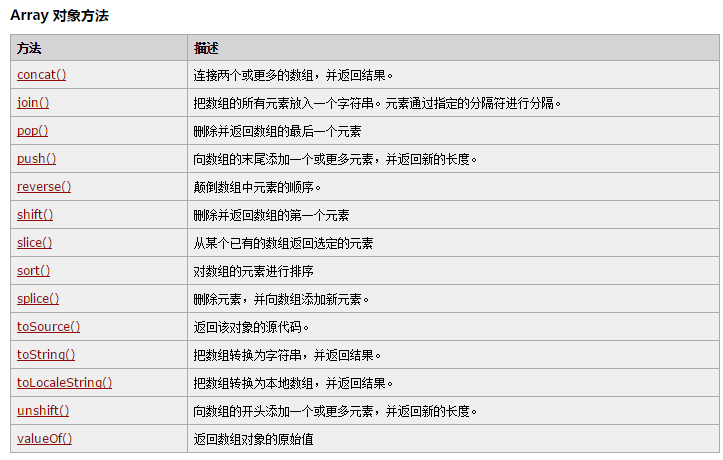 Array 对象方法
方法 描述
concat() 连接两个或更多的数组，并返回结果。
join() 把数组的所有元素放入一个字符串。元素通过指定的分隔符进行分隔。
pop() 删除并返回数组的最后一个元素
push() 向数组的末尾添加一个或更多元素，并返回新的长度。
reverse() 颠倒数组中元素的顺序。
shift() 删除并返回数组的第一个元素
slice() 从某个已有的数组返回选定的元素
sort() 对数组的元素进行排序
splice() 删除元素，并向数组添加新元素。
toSource() 返回该对象的源代码。
toString() 把数组转换为字符串，并返回结果。
toLocaleString() 把数组转换为本地数组，并返回结果。
unshift() 向数组的开头添加一个或更多元素，并返回新的长度。
valueOf() 返回数组对象的原始值